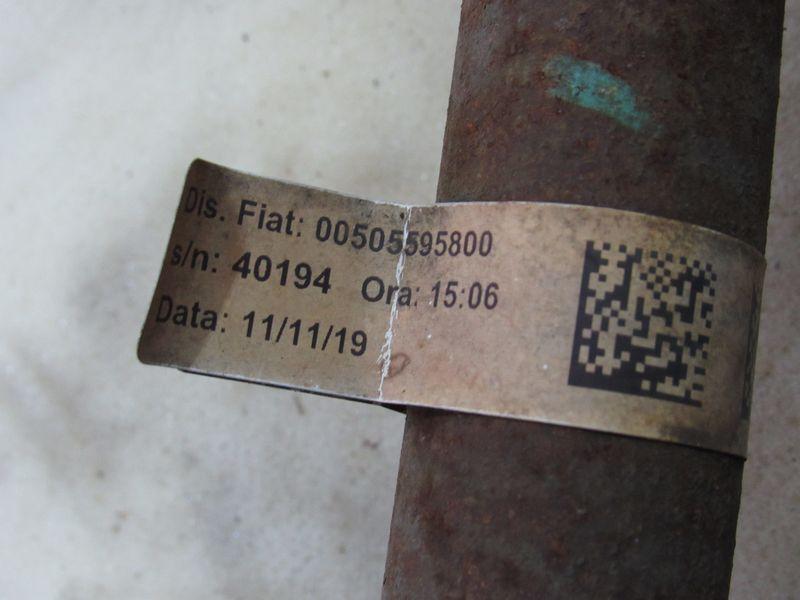 Dis. Fiat: 00505595800
s/n: 40194 Ora: 15:06
Data: 11/11/19